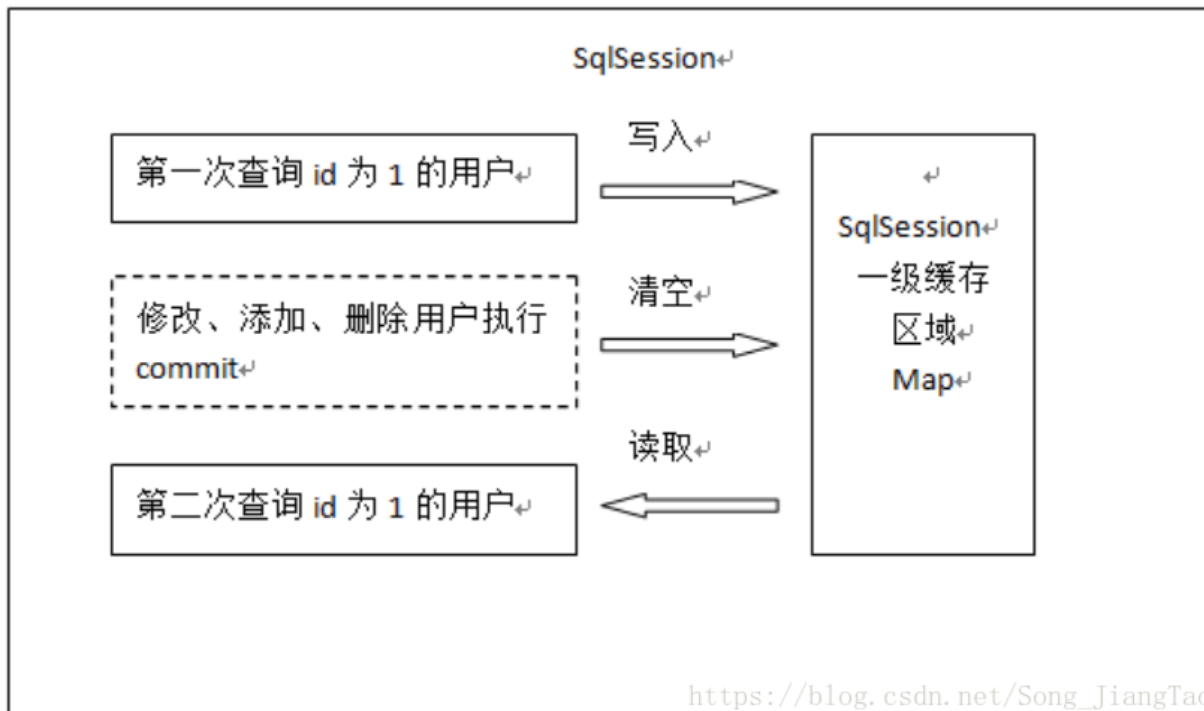 SqlSession
第一次查询 id 为 1 的用户
写入
SqlSession
一级缓存
区域
Map
修改、添加、删除用户执行
commit
清空
第二次查询 id 为 1 的用户
读取
https://blog.csdn.net/Song_JiangTao